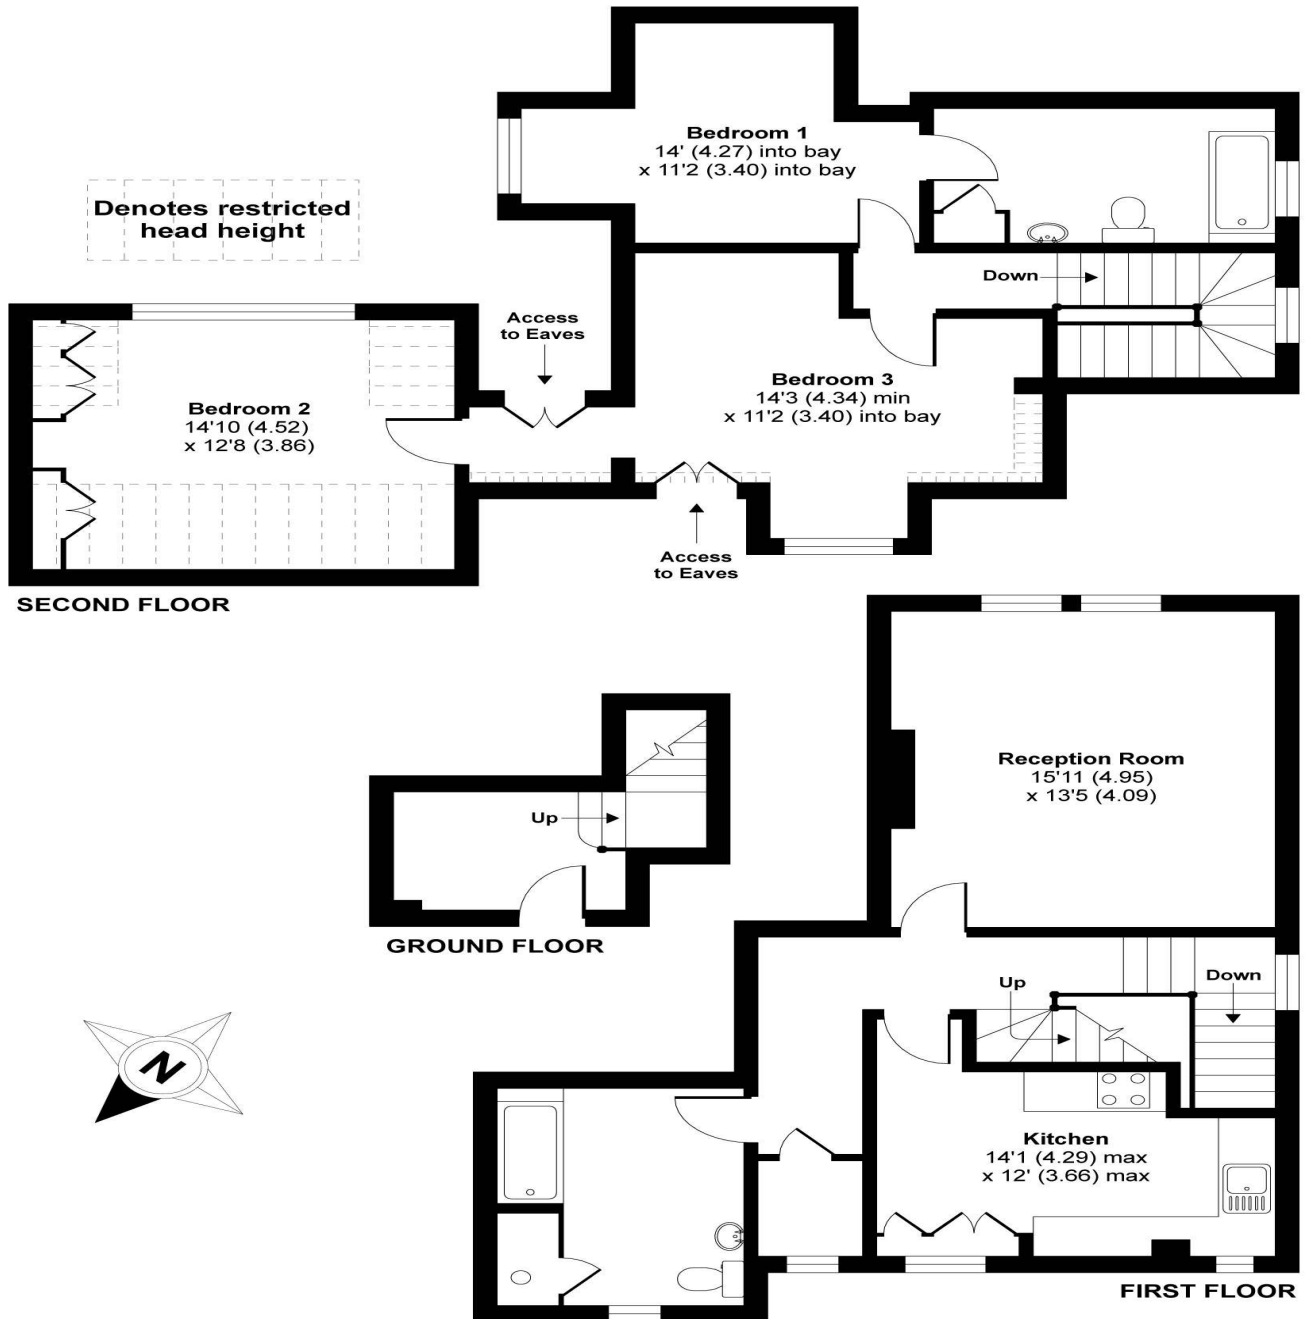 Bedroom 1
14' (4.27) into bay
x 11'2 (3.40) into bay
Denotes restricted
head height
Down
Access
to Eaves
Bedroom 2
14'10 (4.52)
x 12'8 (3.86)
Bedroom 3
14'3 (4.34) min
x 11'2 (3.40) into bay
Access
to Eaves
SECOND FLOOR
Reception Room
15'11 (4.95)
x 13'5 (4.09)
Up
GROUND FLOOR
Up
Down
N
Kitchen
14'1 (4.29) max
x 12' (3.66) max
FIRST FLOOR